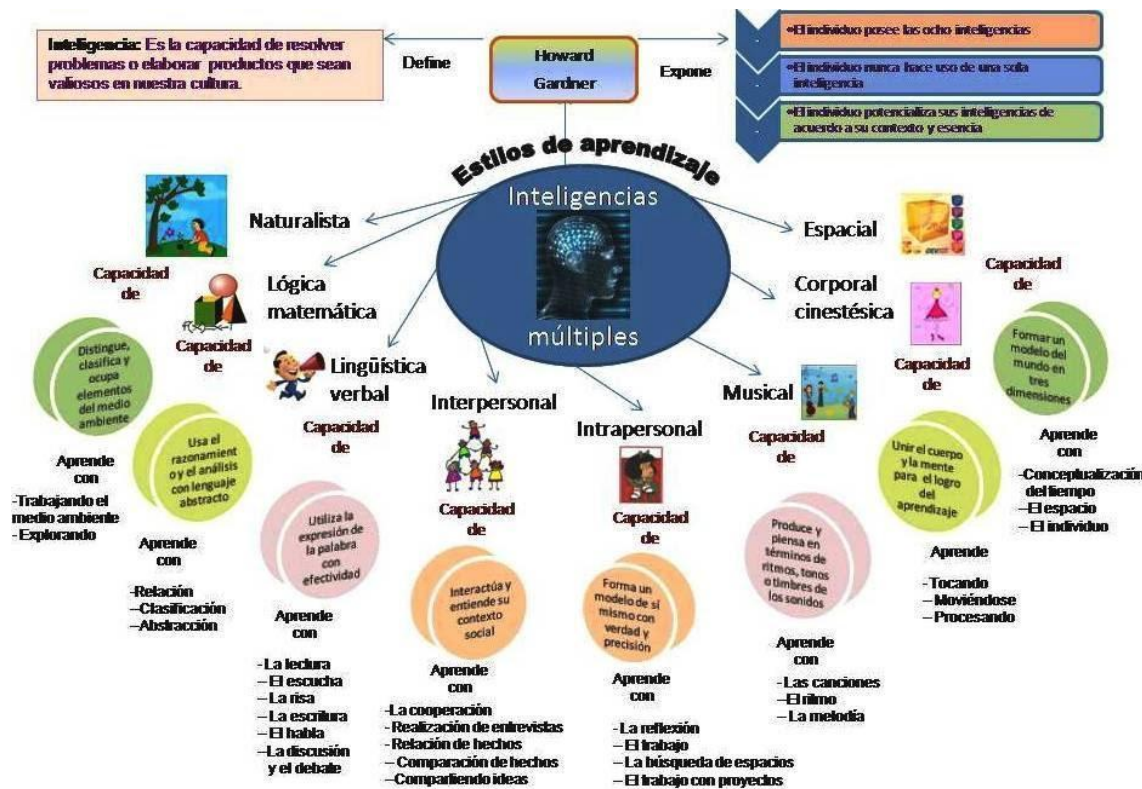 Inteligencia: Es la capacidad de resolver
problemas o elaborar productos que sean
valiosos en nuestra cultura.
Define
Howard
Gardner
Expone
•El individuo posee las ocho inteligencias
•El individuo nunca hace uso de una sola
inteligencia
•El individuo potencializa sus inteligencias de
acuerdo a su contexto y esencia
Estilos de aprendizaje
Inteligencias
múltiples
Naturalista
Capacidad
de
Distingue,
clasifica y
ocupa
elementos
del medio
ambiente
Aprende
con
-Trabajando el
medio ambiente
- Explorando
Lógica
matemática
Capacidad
de
Usa el
razonamient
o y el análisis
con lenguaje
abstracto
Aprende
con
-Relación
–Clasificación
–Abstracción
Lingüística
verbal
Capacidad
de
Utiliza la
expresión de
la palabra
con
efectividad
Aprende
con
-La lectura
– El escucha
– La risa
– La escritura
– El habla
–La discusión
y el debate
Interpersonal
Capacidad
de
Interactúa y
entiende su
contexto
social
Aprende
con
-La cooperación
- Realización de entrevistas
- Relación de hechos
– Comparación de hechos
–Compartiendo ideas
Intrapersonal
Capacidad
de
Forma un
modelo de sí
mismo con
verdad y
precisión
Aprende
con
- La reflexión
– El trabajo
– La búsqueda de espacios
– El trabajo con proyectos
Musical
Capacidad
de
Produce y
piensa en
términos de
ritmos, tonos
o timbres de
los sonidos
Aprende
con
- Las canciones
– El ritmo
– La melodía
Corporal
cinestésica
Capacidad
de
Unir el cuerpo
y la mente
para el logro
del
aprendizaje
Aprende
- Tocando
– Moviéndose
– Procesando
Espacial
Capacidad
de
Formar un
modelo del
mundo en
tres
dimensiones
Aprende
con
-Conceptualización
del tiempo
– El espacio
– El individuo